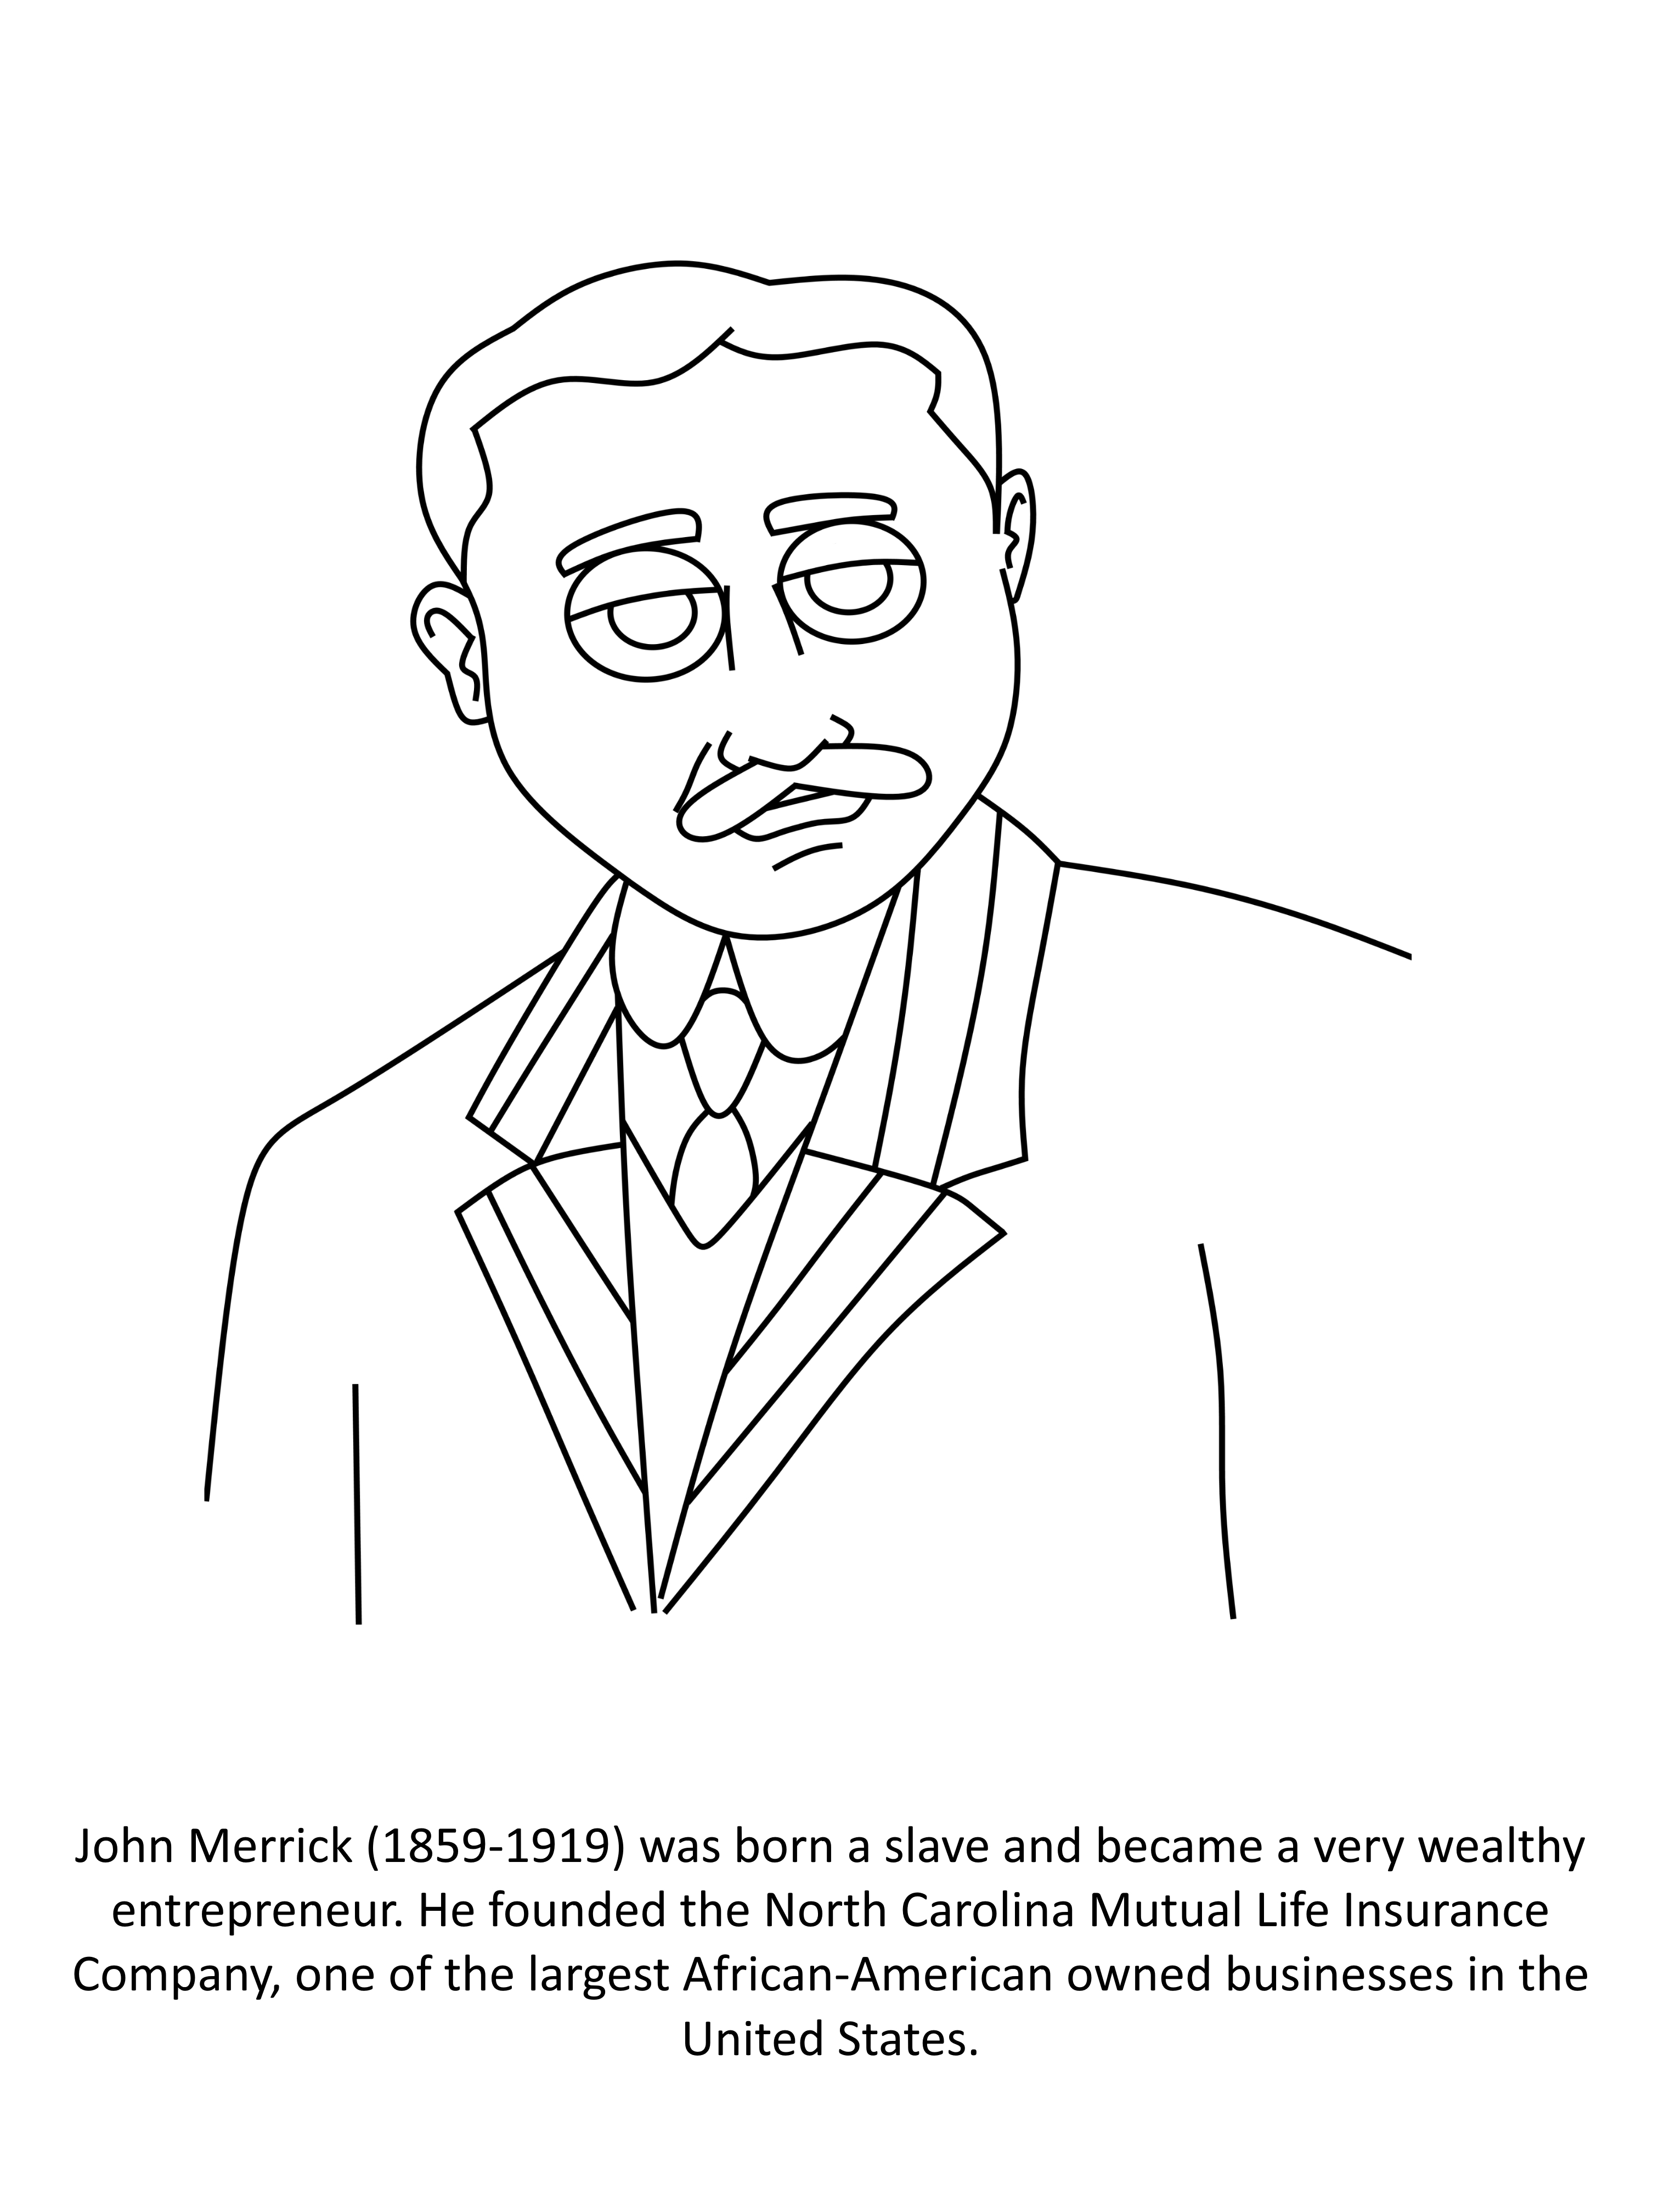 John Merrick (1859-1919) was born a slave and became a very wealthy
entrepreneur. He founded the North Carolina Mutual Life Insurance
Company, one of the largest African-American owned businesses in the
United States.